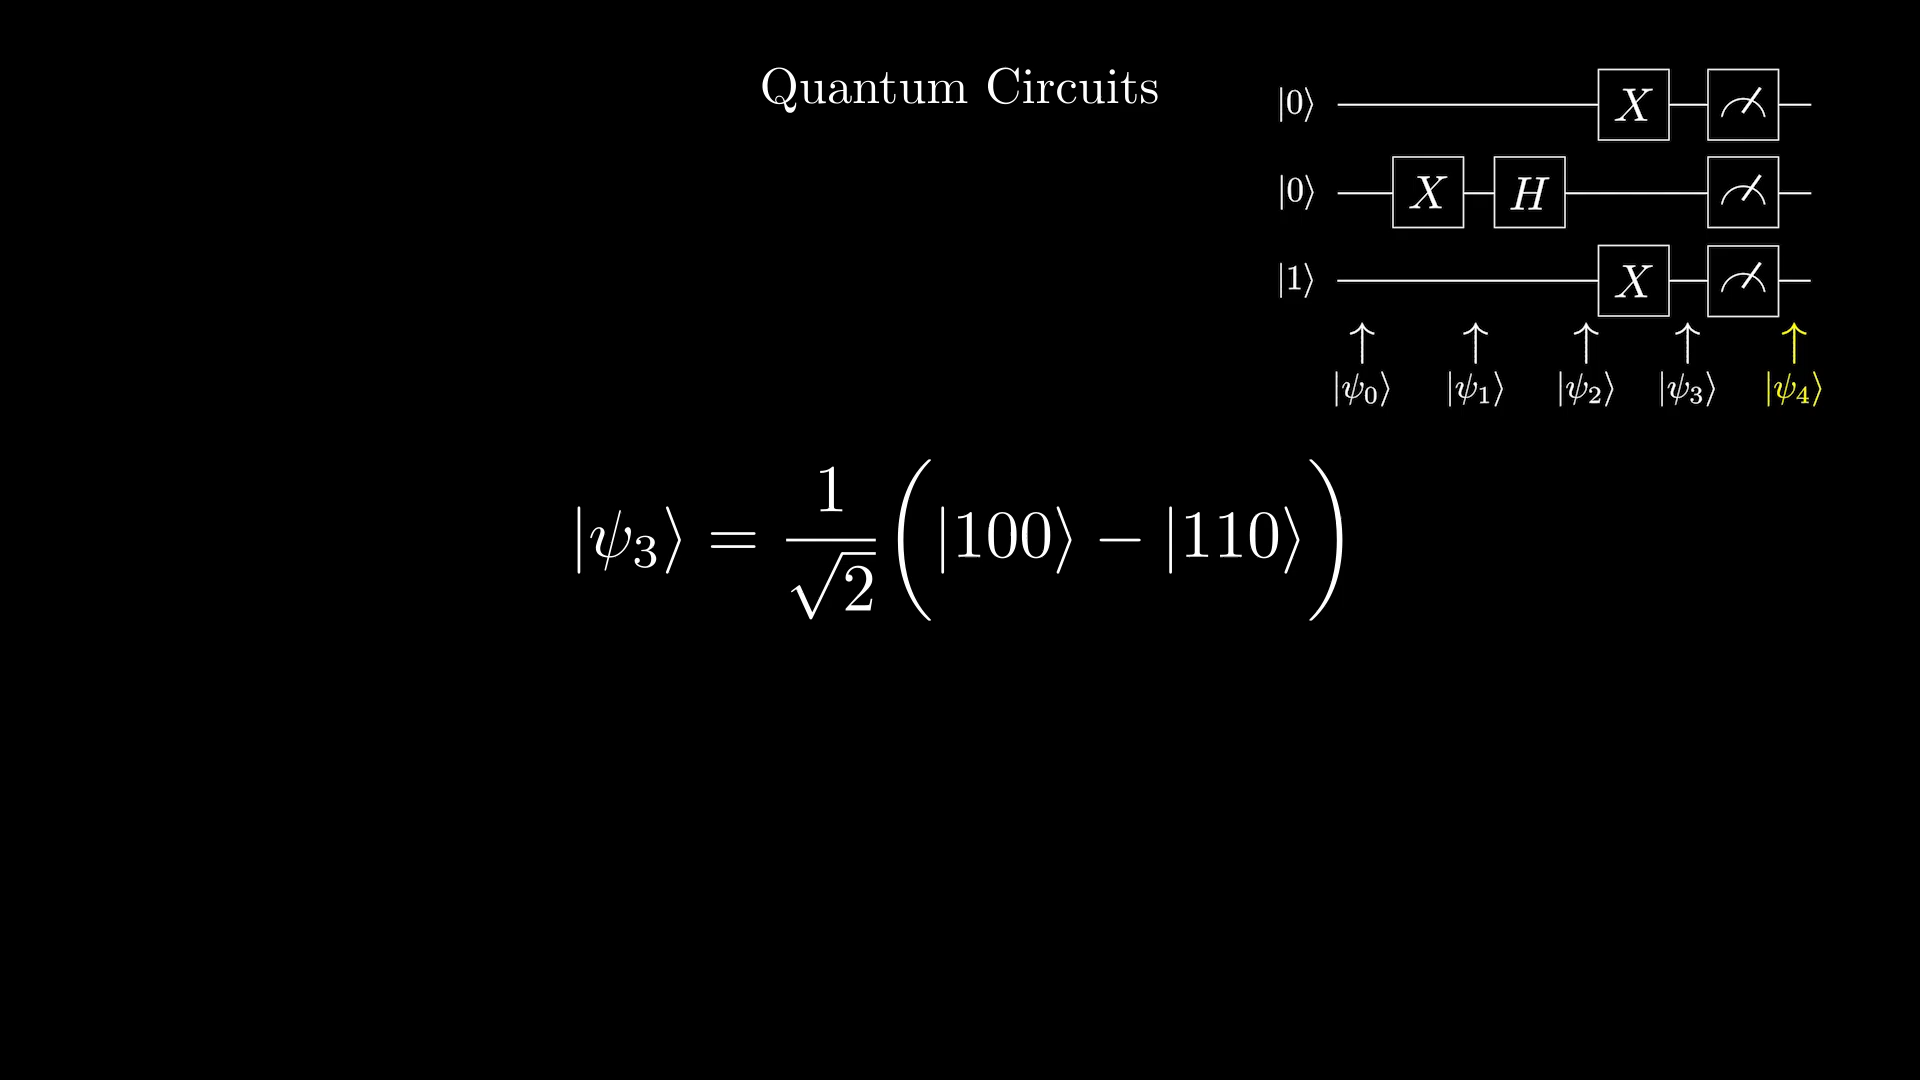 Quantum Circuits
|0⟩ X
|0⟩ X H
|1⟩ X
|ψ₀⟩ |ψ₁⟩ |ψ₂⟩ |ψ₃⟩ |ψ₄⟩
|ψ₃⟩ = 1/√2 (|100⟩ − |110⟩)